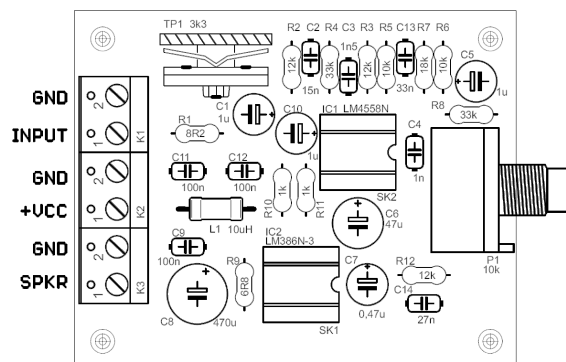 TP1 3k3
R2 C2 R4 C3 R3 R5 C13 R7 R6
1n5
12k 33k 12k 10k 18k 10k
15n 33n
C5
1u
GND
2
INPUT
1
K1
GND
2
+VCC
1
K2
GND
2
SPKR
1
K3
C1
1u
C10
1u
IC1 LM4558N
SK2
C4
1n
R8
33k
R1
8R2
C11
100n
C12
100n
R10
1k
1k
R11
L1 10uH
C6
47u
P1
10k
C9
100n
IC2
LM386N-3
SK1
R9
6R8
C8
470u
C7
0,47u
R12
12k
C14
27n
+
+
+
+
+
+